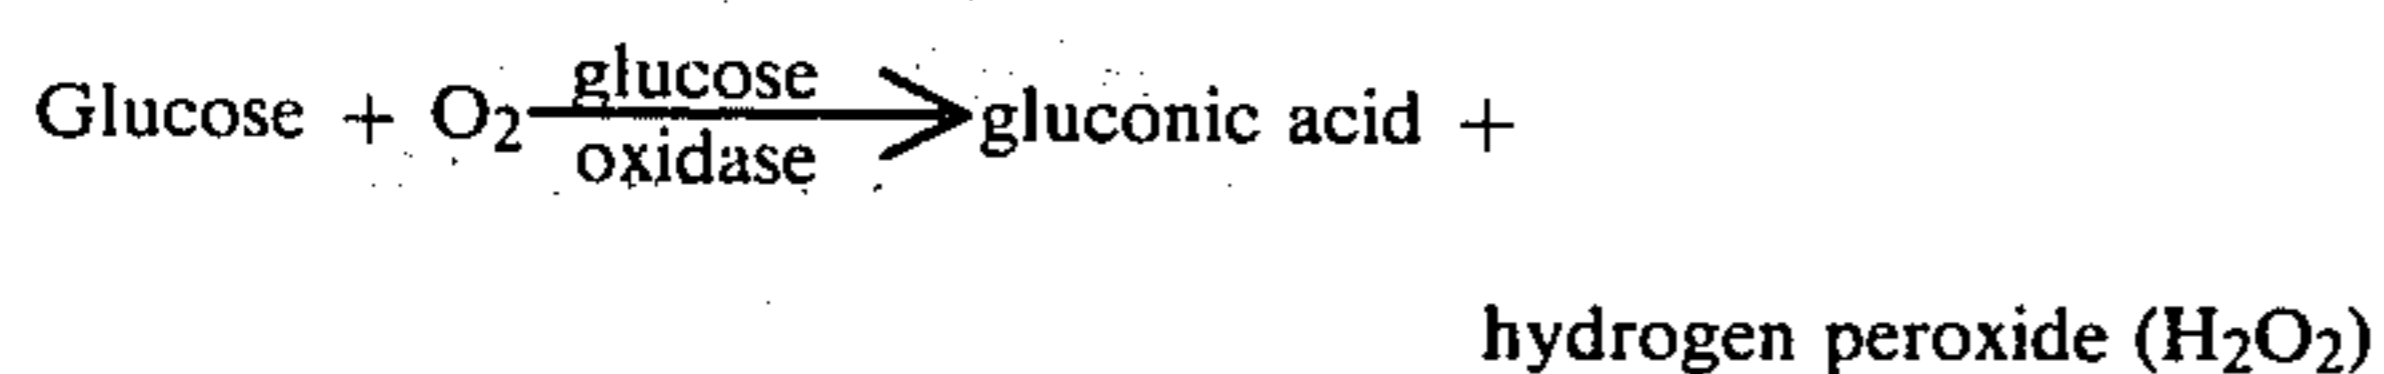 glucose
Glucose + O₂ → gluconic acid +
oxidase
hydrogen peroxide (H₂O₂)